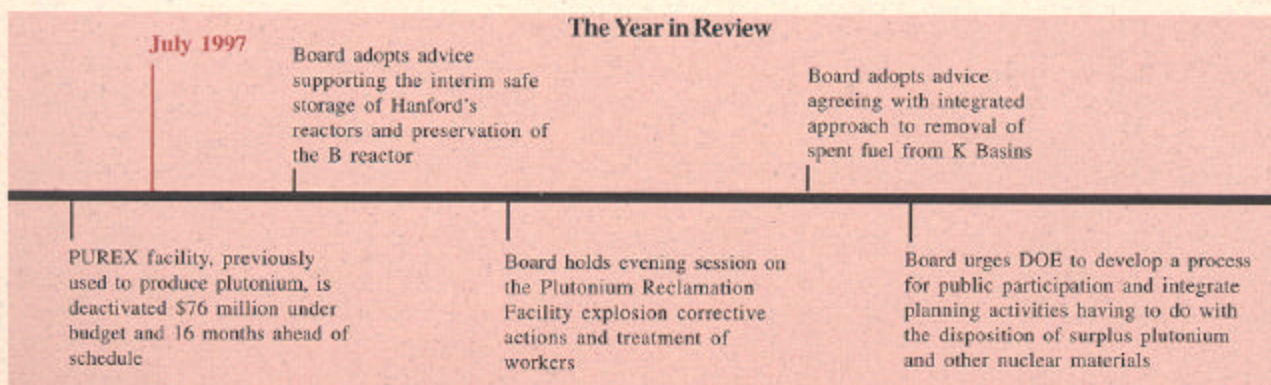 The Year in Review
July 1997
Board adopts advice
supporting the interim safe
storage of Hanford's
reactors and preservation of
the B reactor
Board adopts advice
agreeing with integrated
approach to removal of
spent fuel from K Basins
PUREX facility, previously
used to produce plutonium, is
deactivated $76 million under
budget and 16 months ahead of
schedule
Board holds evening session on
the Plutonium Reclamation
Facility explosion corrective
actions and treatment of
workers
Board urges DOE to develop a process
for public participation and integrate
planning activities having to do with
the disposition of surplus plutonium
and other nuclear materials